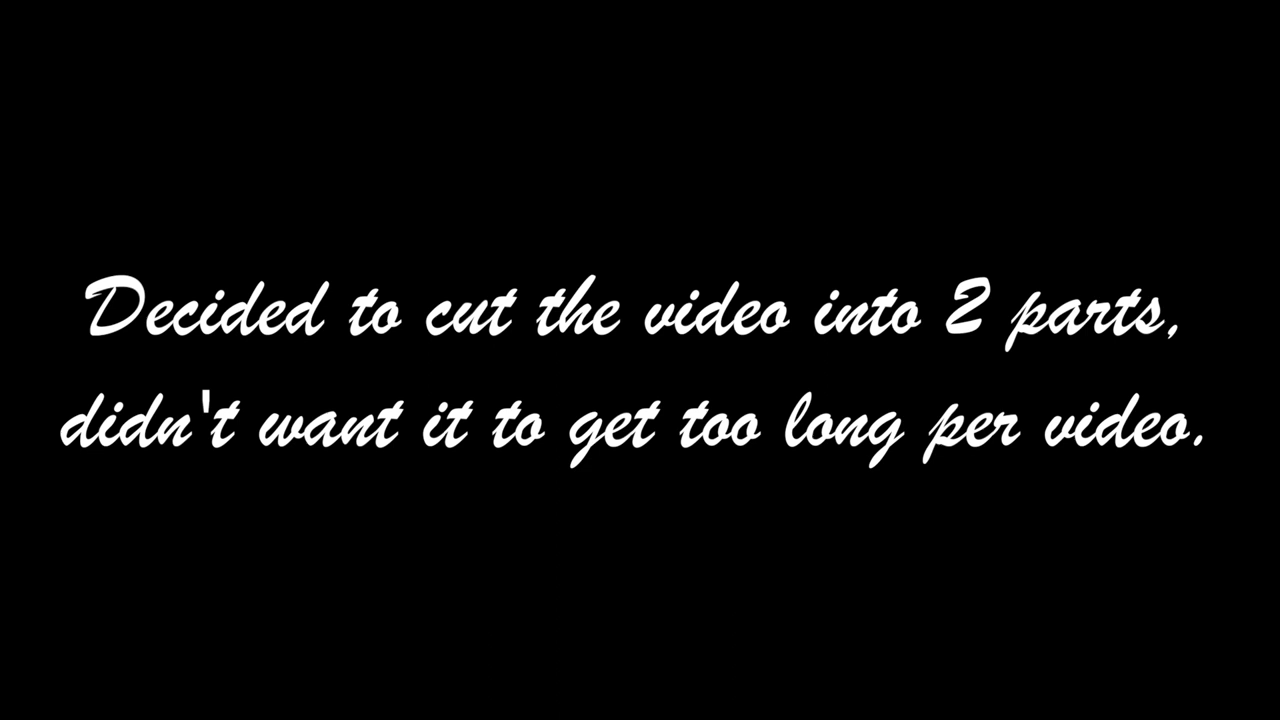 Decided to cut the video into 2 parts,
didn't want it to get too long per video.